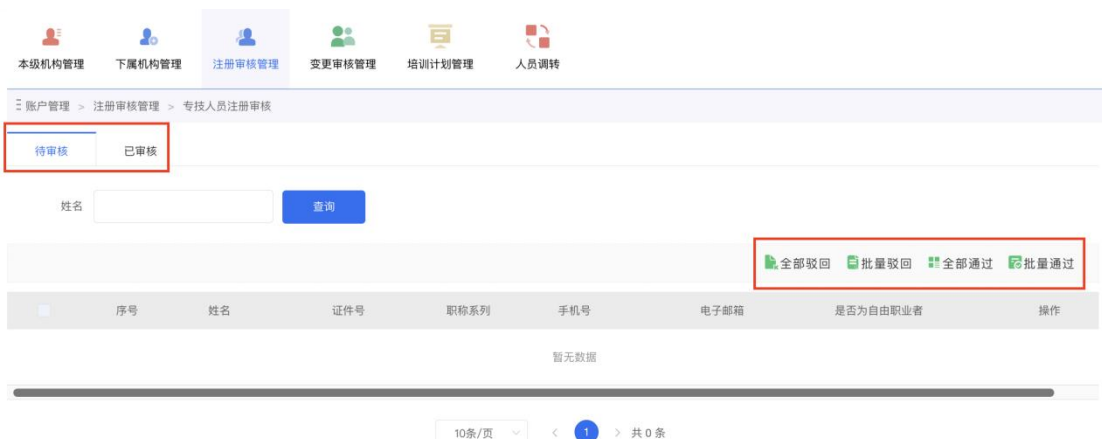 本级机构管理 下属机构管理 注册审核管理 变更审核管理 培训计划管理 人员调转
账户管理 > 注册审核管理 > 专技人员注册审核
待审核 已审核
姓名 查询
全部驳回 批量驳回 全部通过 批量通过
序号 姓名 证件号 职称系列 手机号 电子邮箱 是否为自由职业者 操作
暂无数据
10条/页 < 1 > 共 0 条